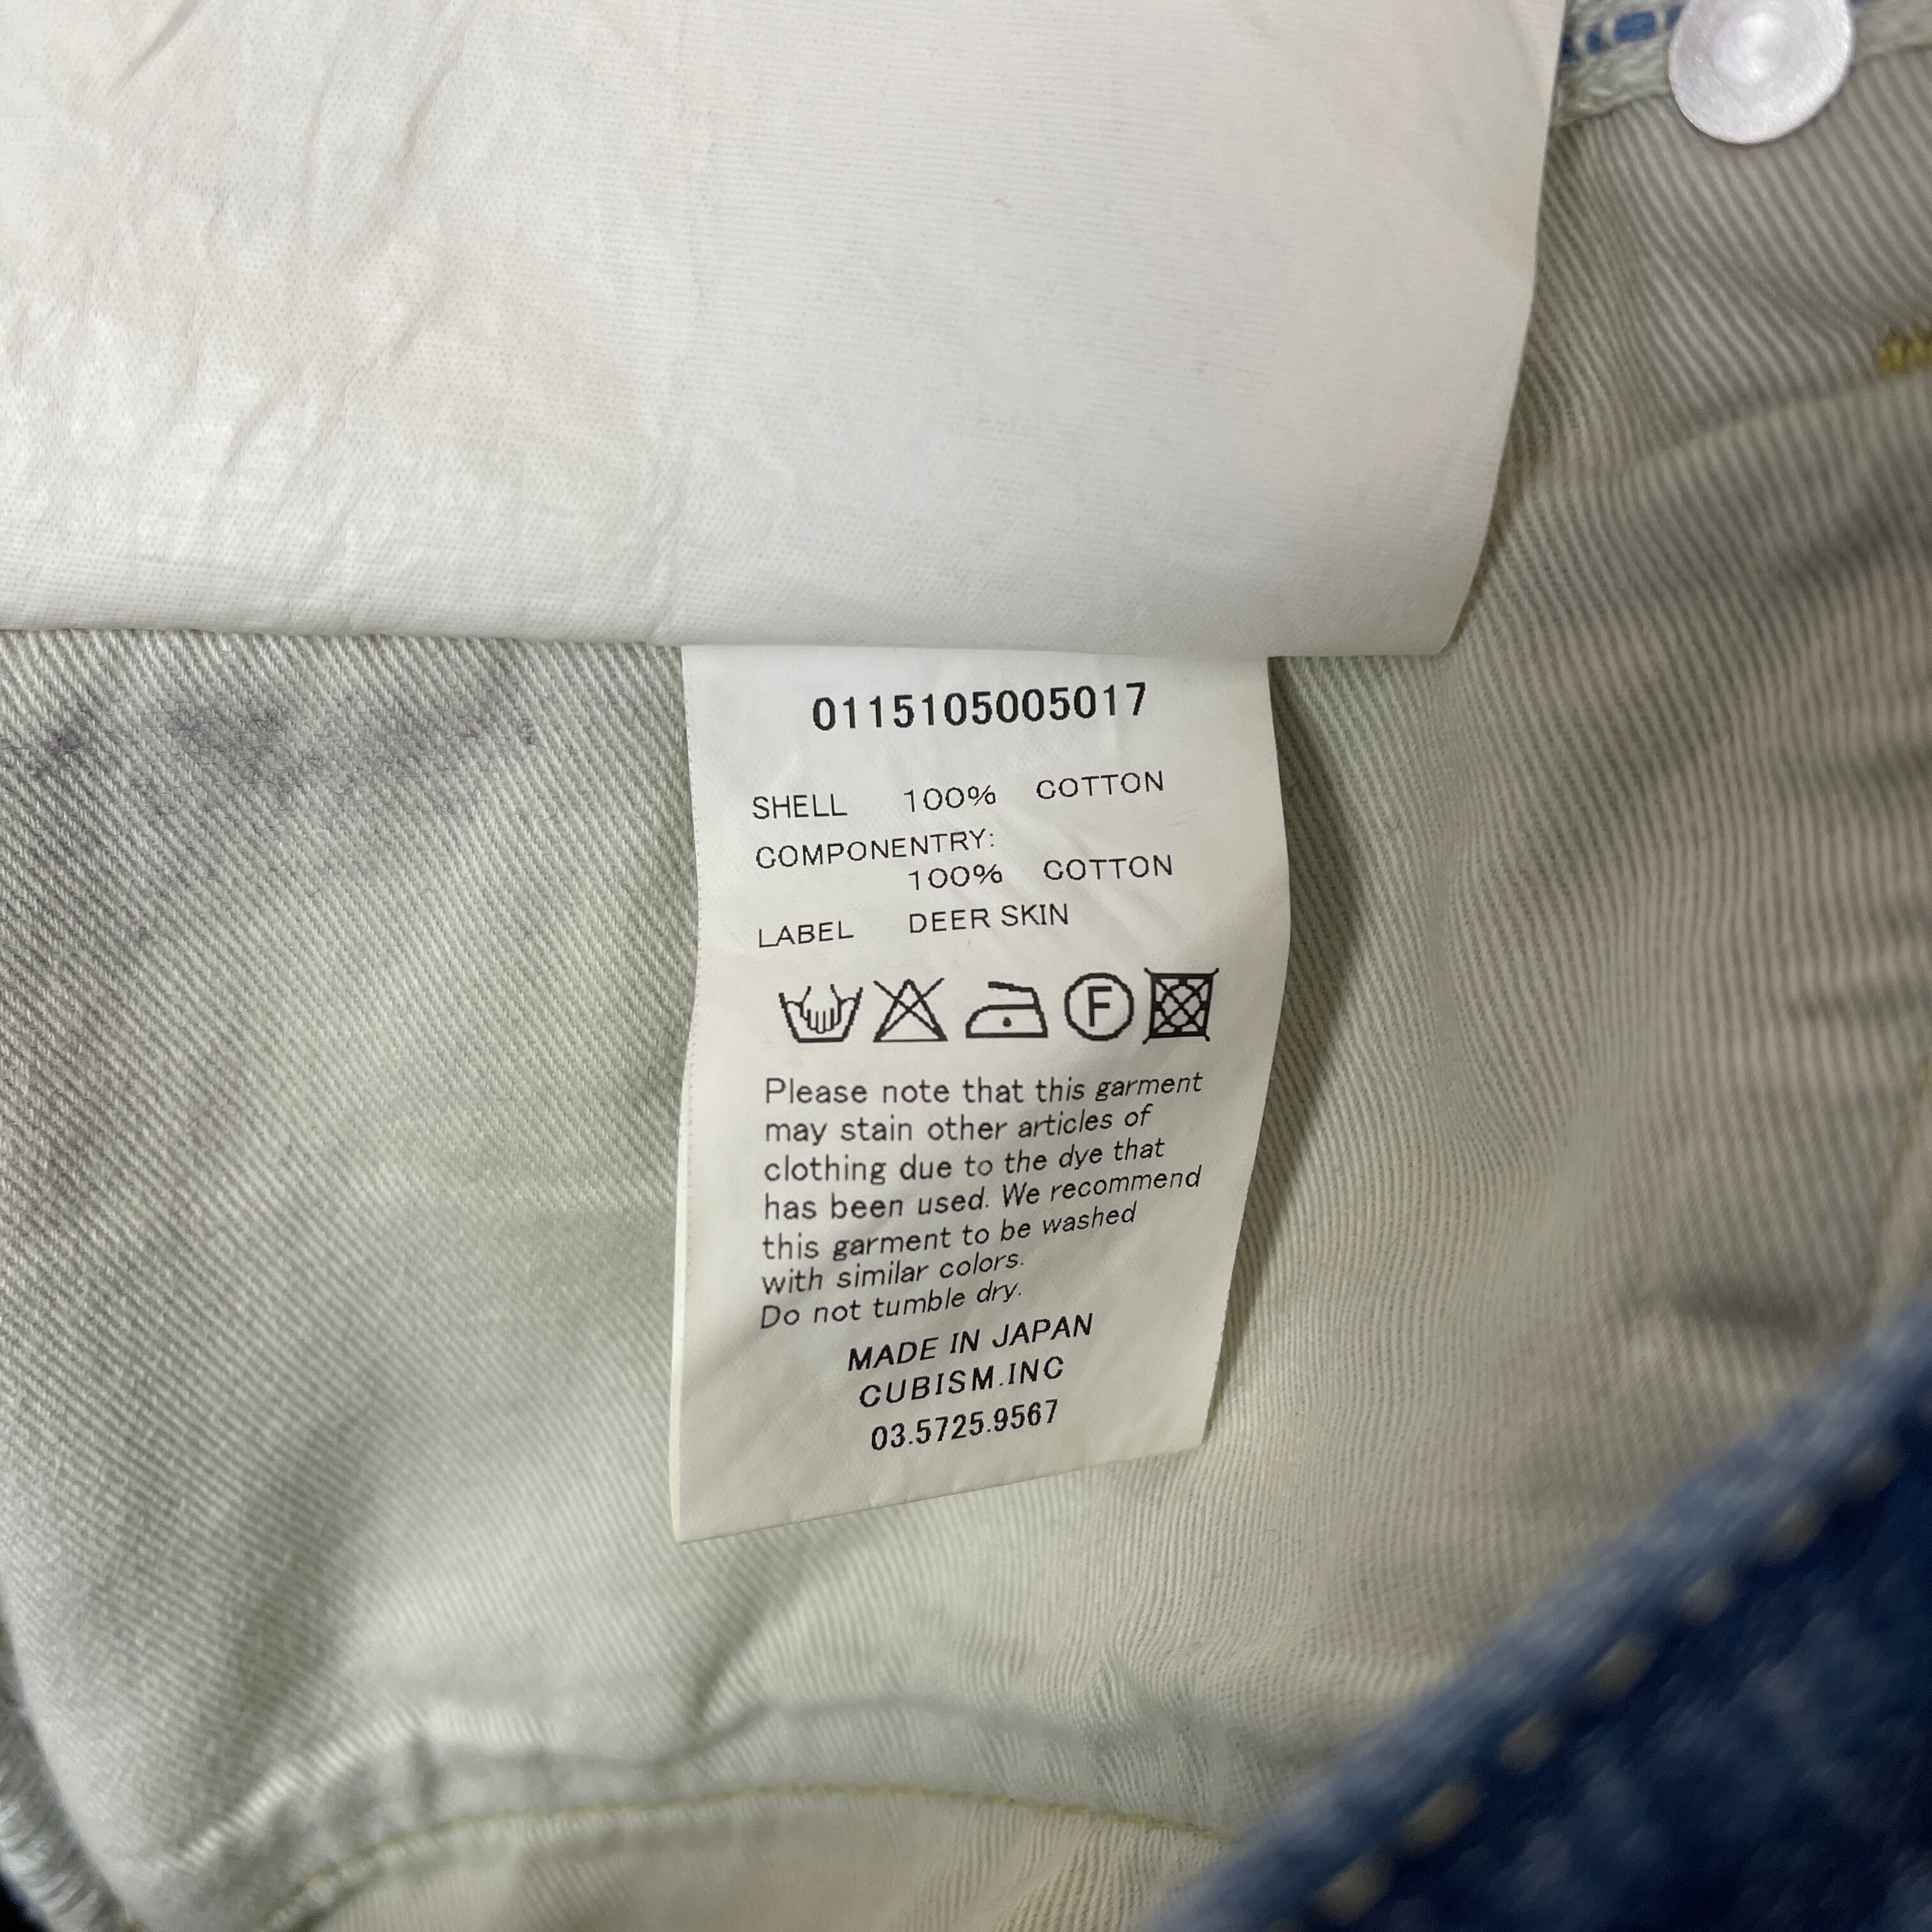 0115105005017
SHELL 100% COTTON
COMPONENTRY:
100% COTTON
LABEL DEER SKIN
F
Please note that this garment
may stain other articles of
clothing due to the dye that
has been used. We recommend
this garment to be washed
with similar colors.
Do not tumble dry.
MADE IN JAPAN
CUBISM.INC
03.5725.9567